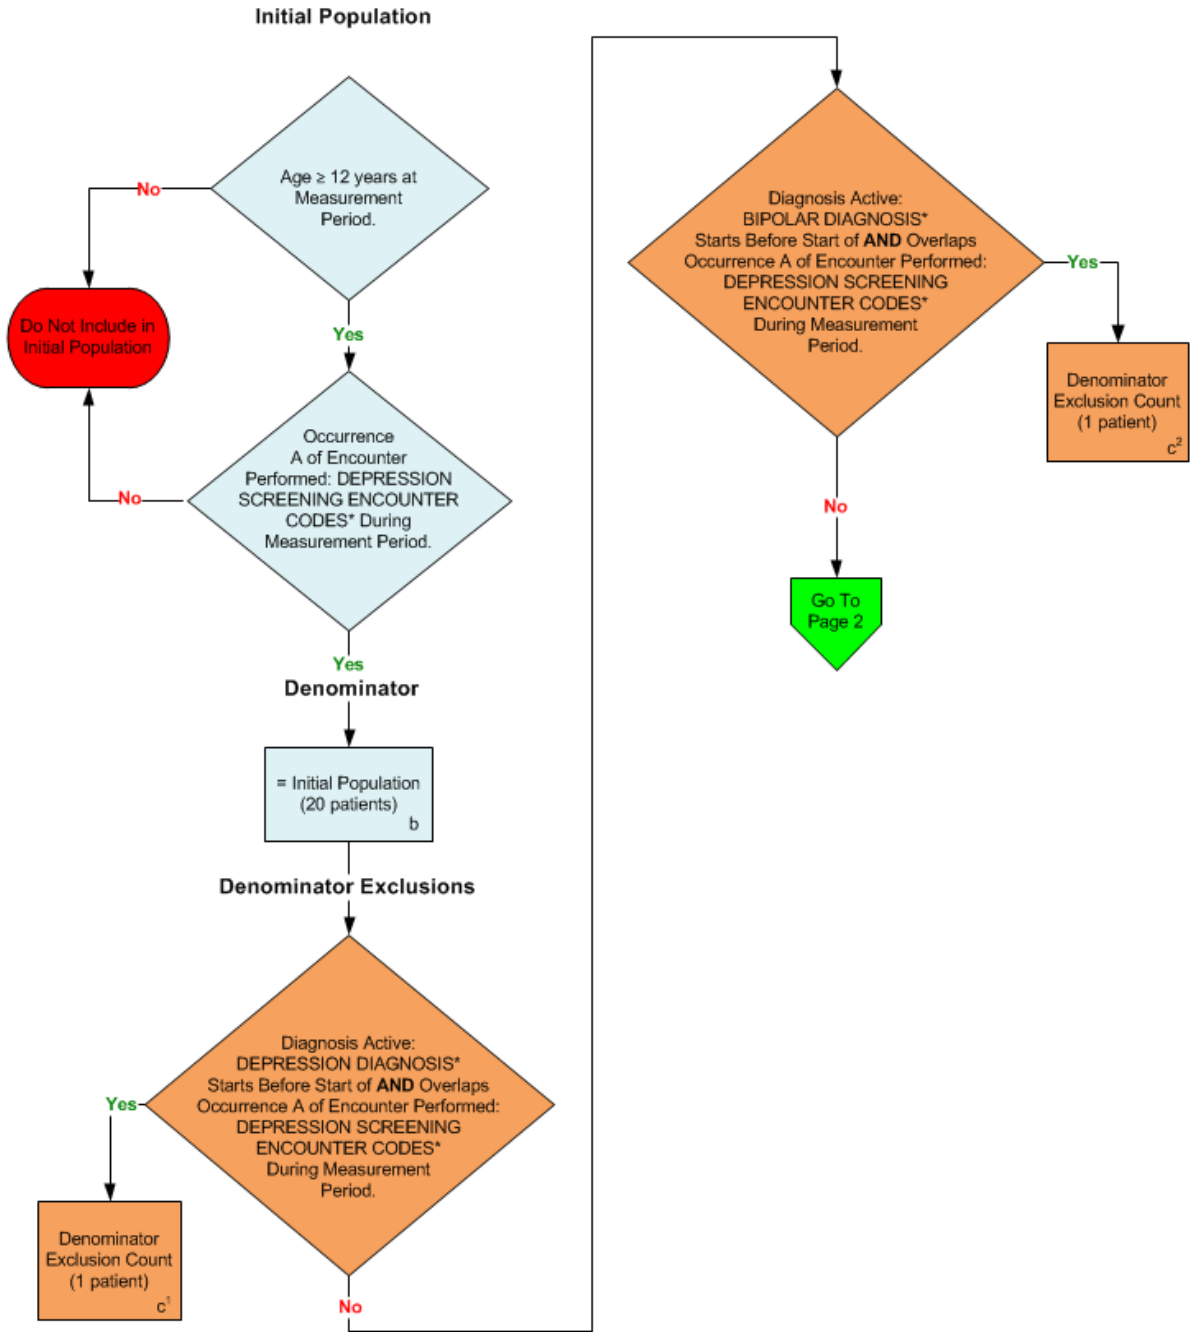 Initial Population
Age ≥ 12 years at
Measurement
Period.
No
Do Not Include in
Initial Population
Yes
Occurrence
A of Encounter
Performed: DEPRESSION
SCREENING ENCOUNTER
CODES* During
Measurement Period.
No
Yes
Denominator
= Initial Population
(20 patients)
b
Denominator Exclusions
Diagnosis Active:
DEPRESSION DIAGNOSIS*
Starts Before Start of AND Overlaps
Occurrence A of Encounter Performed:
DEPRESSION SCREENING
ENCOUNTER CODES*
During Measurement
Period.
Yes
Denominator
Exclusion Count
(1 patient)
c¹
No
Diagnosis Active:
BIPOLAR DIAGNOSIS*
Starts Before Start of AND Overlaps
Occurrence A of Encounter Performed:
DEPRESSION SCREENING
ENCOUNTER CODES*
During Measurement
Period.
Yes
Denominator
Exclusion Count
(1 patient)
c²
No
Go To
Page 2